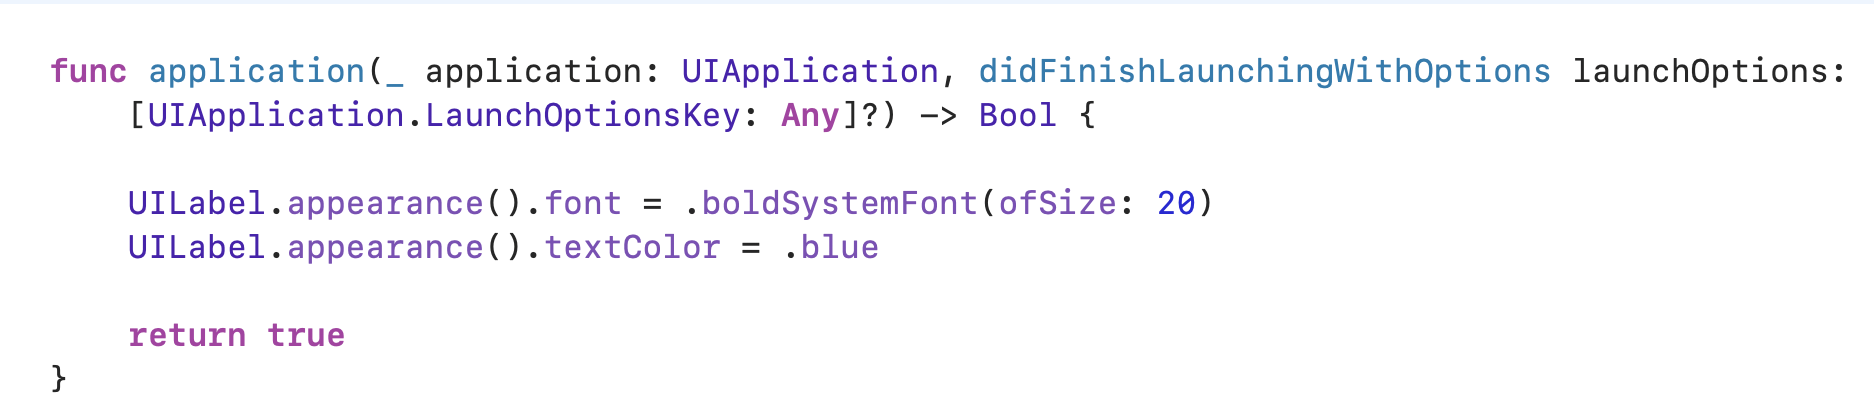 func application(_ application: UIApplication, didFinishLaunchingWithOptions launchOptions:
[UIApplication.LaunchOptionsKey: Any]?) -> Bool {
UILabel.appearance().font = .boldSystemFont(ofSize: 20)
UILabel.appearance().textColor = .blue
return true
}